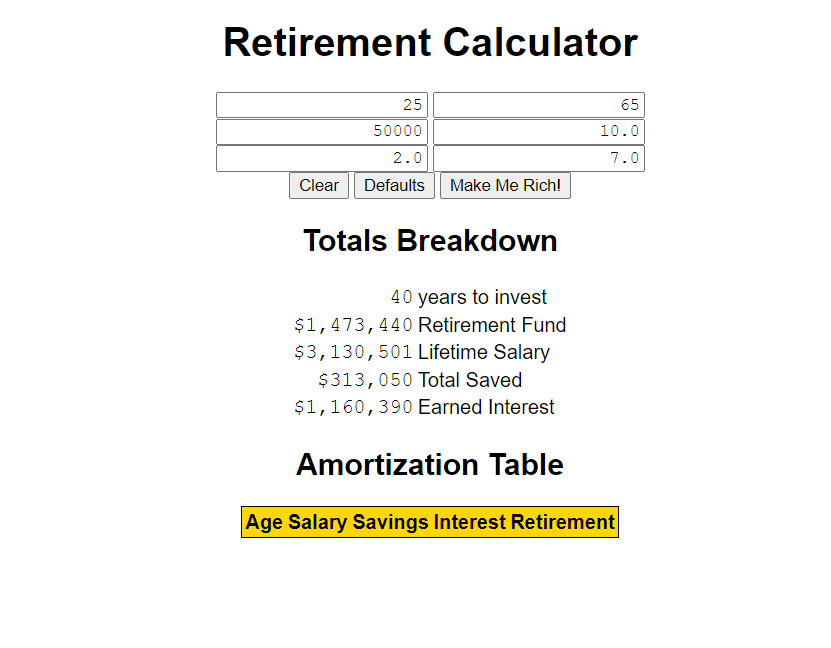 Retirement Calculator
25 65
50000 10.0
2.0 7.0
Clear Defaults Make Me Rich!
Totals Breakdown
40 years to invest
$1,473,440 Retirement Fund
$3,130,501 Lifetime Salary
$313,050 Total Saved
$1,160,390 Earned Interest
Amortization Table
Age Salary Savings Interest Retirement